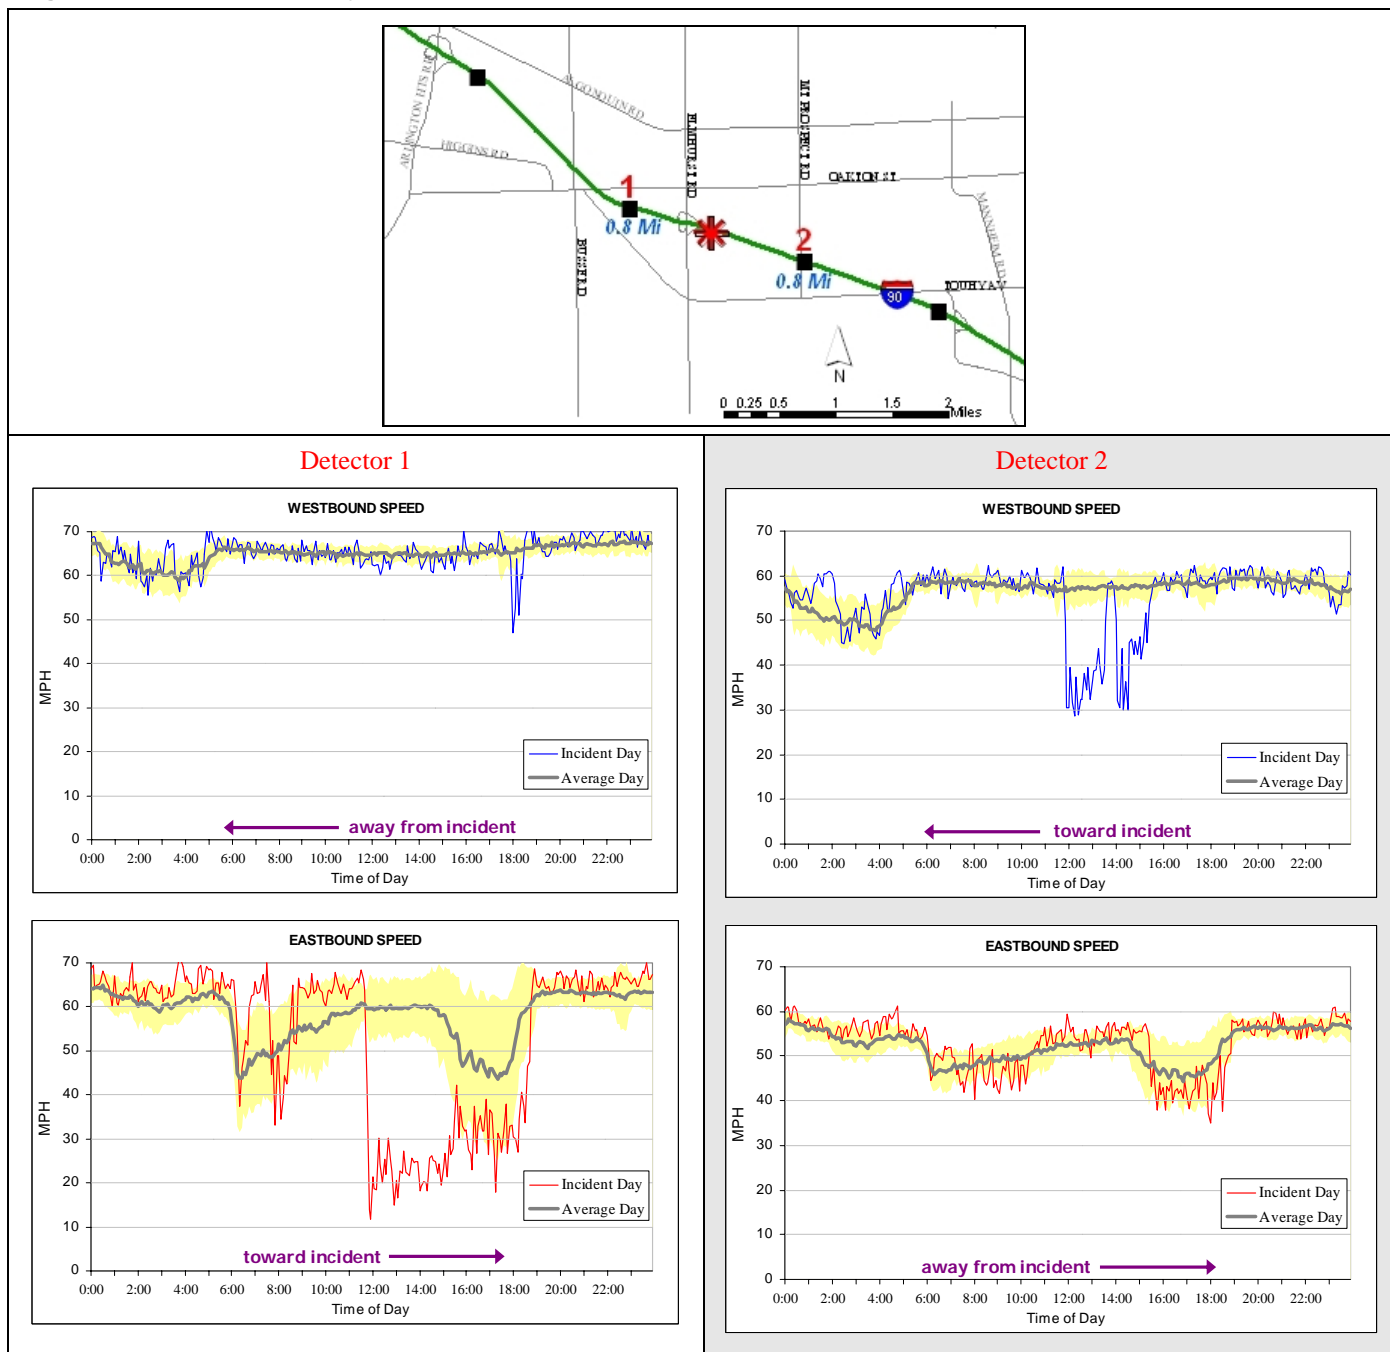 ARLINGTON HTS RD
ALGONQUIN RD
HIGGINS RD
ELMHURST RD
MT PROSPECT RD
OAKTON ST
MANNHEIM RD
BUSSE RD
TOUHY AV
1
0.8 Mi
2
0.8 Mi
90
N
0 0.25 0.5 1 1.5 2
Miles
Detector 1
WESTBOUND SPEED
70
60
50
40
30
20
10
0
MPH
Incident Day
Average Day
away from incident
0:00 2:00 4:00 6:00 8:00 10:00 12:00 14:00 16:00 18:00 20:00 22:00
Time of Day
EASTBOUND SPEED
70
60
50
40
30
20
10
0
MPH
Incident Day
Average Day
toward incident
0:00 2:00 4:00 6:00 8:00 10:00 12:00 14:00 16:00 18:00 20:00 22:00
Time of Day
Detector 2
WESTBOUND SPEED
70
60
50
40
30
20
10
0
MPH
Incident Day
Average Day
toward incident
0:00 2:00 4:00 6:00 8:00 10:00 12:00 14:00 16:00 18:00 20:00 22:00
Time of Day
EASTBOUND SPEED
70
60
50
40
30
20
10
0
MPH
Incident Day
Average Day
away from incident
0:00 2:00 4:00 6:00 8:00 10:00 12:00 14:00 16:00 18:00 20:00 22:00
Time of Day